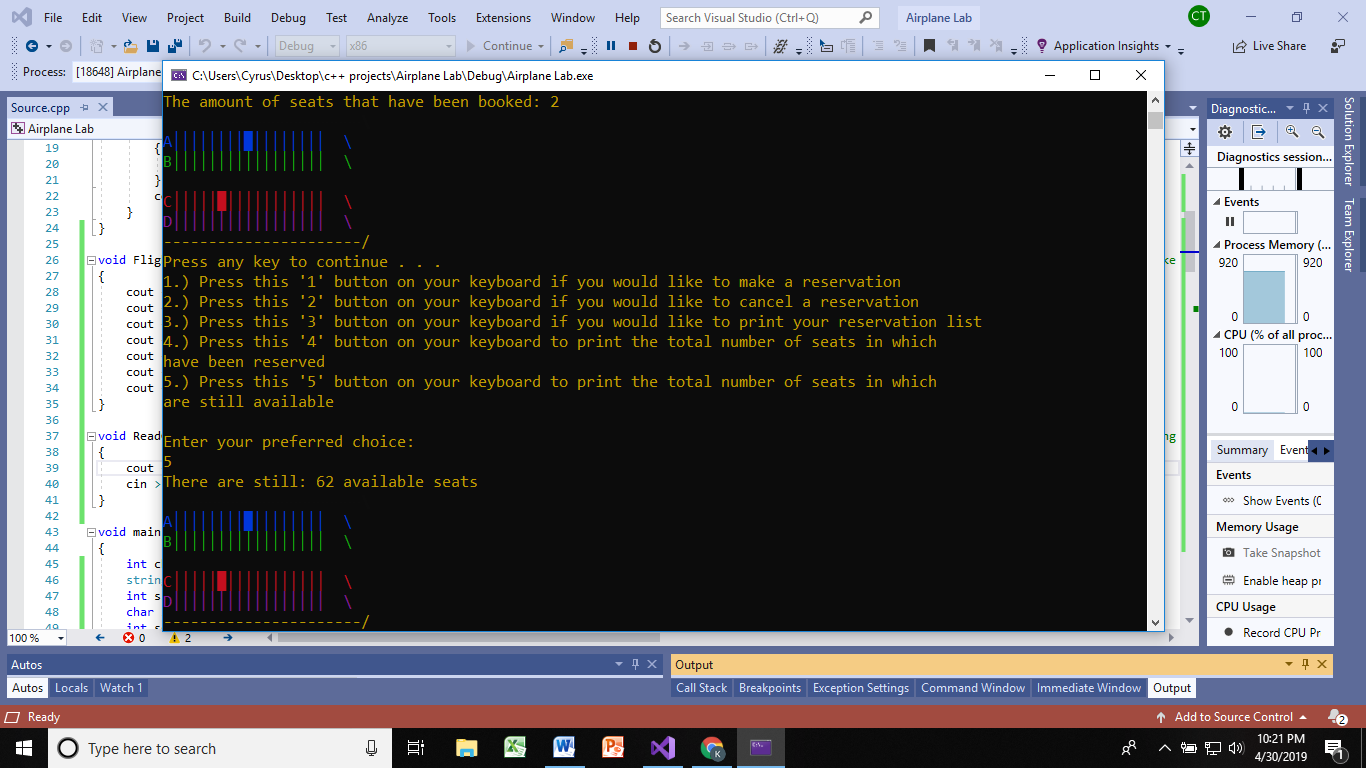 File Edit View Project Build Debug Test Analyze Tools Extensions Window Help Search Visual Studio (Ctrl+Q) Airplane Lab CT
Debug x86 Continue Application Insights Live Share
Process: [18648] Airplane
C:\Users\Cyrus\Desktop\c++ projects\Airplane Lab\Debug\Airplane Lab.exe
Source.cpp
Airplane Lab
The amount of seats that have been booked: 2
A||||||||█|||||||| \
B||||||||||||||||| \
C|||||█||||||||||| \
D||||||||||||||||| \
----------------------/
Press any key to continue . . .
1.) Press this '1' button on your keyboard if you would like to make a reservation
2.) Press this '2' button on your keyboard if you would like to cancel a reservation
3.) Press this '3' button on your keyboard if you would like to print your reservation list
4.) Press this '4' button on your keyboard to print the total number of seats in which
have been reserved
5.) Press this '5' button on your keyboard to print the total number of seats in which
are still available
Enter your preferred choice:
5
There are still: 62 available seats
A||||||||█|||||||| \
B||||||||||||||||| \
C|||||█||||||||||| \
D||||||||||||||||| \
----------------------/
19 {
20
21 }
22 c
23 }
24 }
25
26 void Flig ke
27 {
28 cout
29 cout
30 cout
31 cout
32 cout
33 cout
34 cout
35 }
36
37 void Read ng
38 {
39 cout
40 cin >
41 }
42
43 void main
44 {
45 int c
46 strin
47 int s
48 char
49 int s
100 % 0 2
Diagnostic...
Diagnostics session...
Events
Process Memory (...
920 920
0 0
CPU (% of all proc...
100 100
0 0
Summary Event
Events
Show Events (0
Memory Usage
Take Snapshot
Enable heap pr
CPU Usage
Record CPU Pr
Solution Explorer
Team Explorer
Autos
Autos Locals Watch 1
Output
Call Stack Breakpoints Exception Settings Command Window Immediate Window Output
Ready Add to Source Control 2
Type here to search
10:21 PM
4/30/2019
1